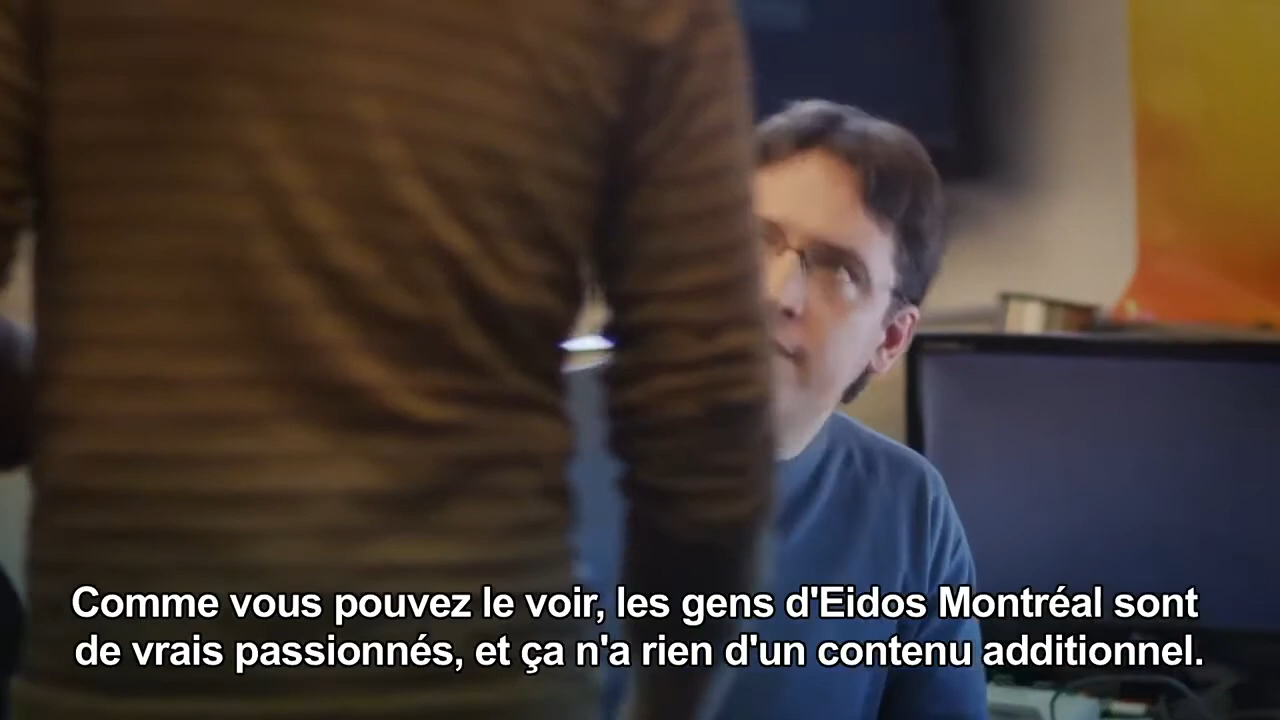 Comme vous pouvez le voir, les gens d'Eidos Montréal sont
de vrais passionnés, et ça n'a rien d'un contenu additionnel.